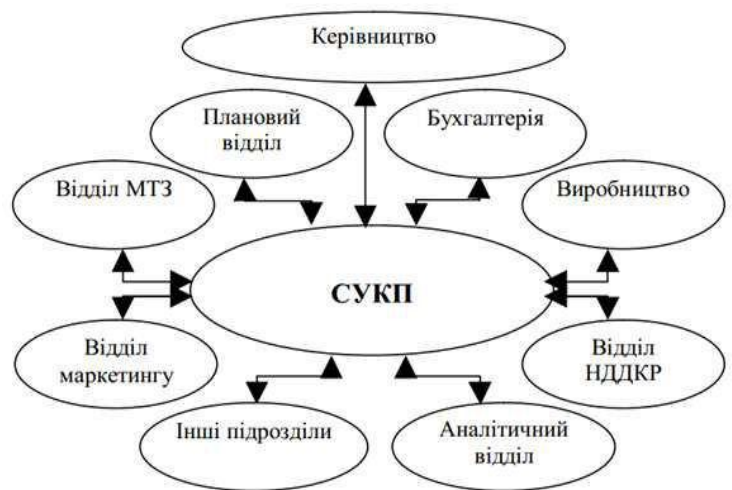 Керівництво
Плановий
відділ
Бухгалтерія
Відділ МТЗ
Виробництво
СУКП
Відділ
маркетингу
Відділ
НДДКР
Інші підрозділи
Аналітичний
відділ